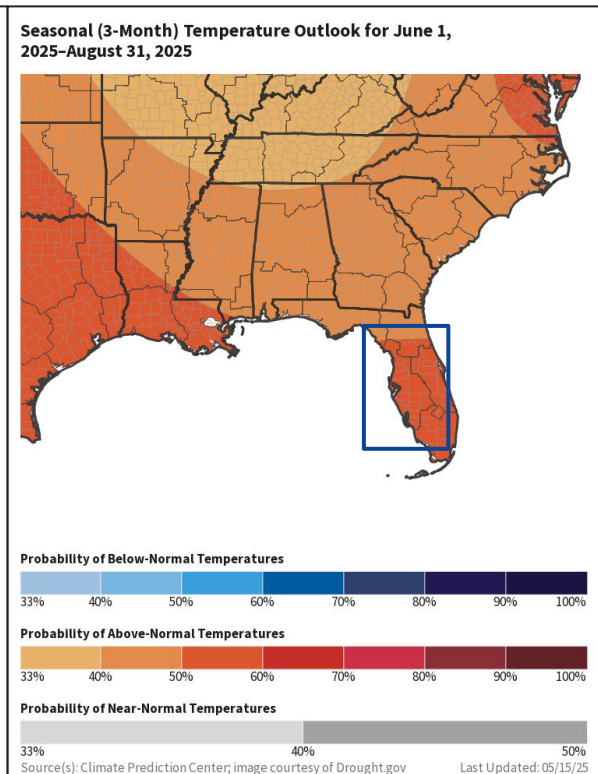 Seasonal (3-Month) Temperature Outlook for June 1,
2025–August 31, 2025
Probability of Below-Normal Temperatures
33% 40% 50% 60% 70% 80% 90% 100%
Probability of Above-Normal Temperatures
33% 40% 50% 60% 70% 80% 90% 100%
Probability of Near-Normal Temperatures
33% 40% 50%
Source(s): Climate Prediction Center; image courtesy of Drought.gov Last Updated: 05/15/25